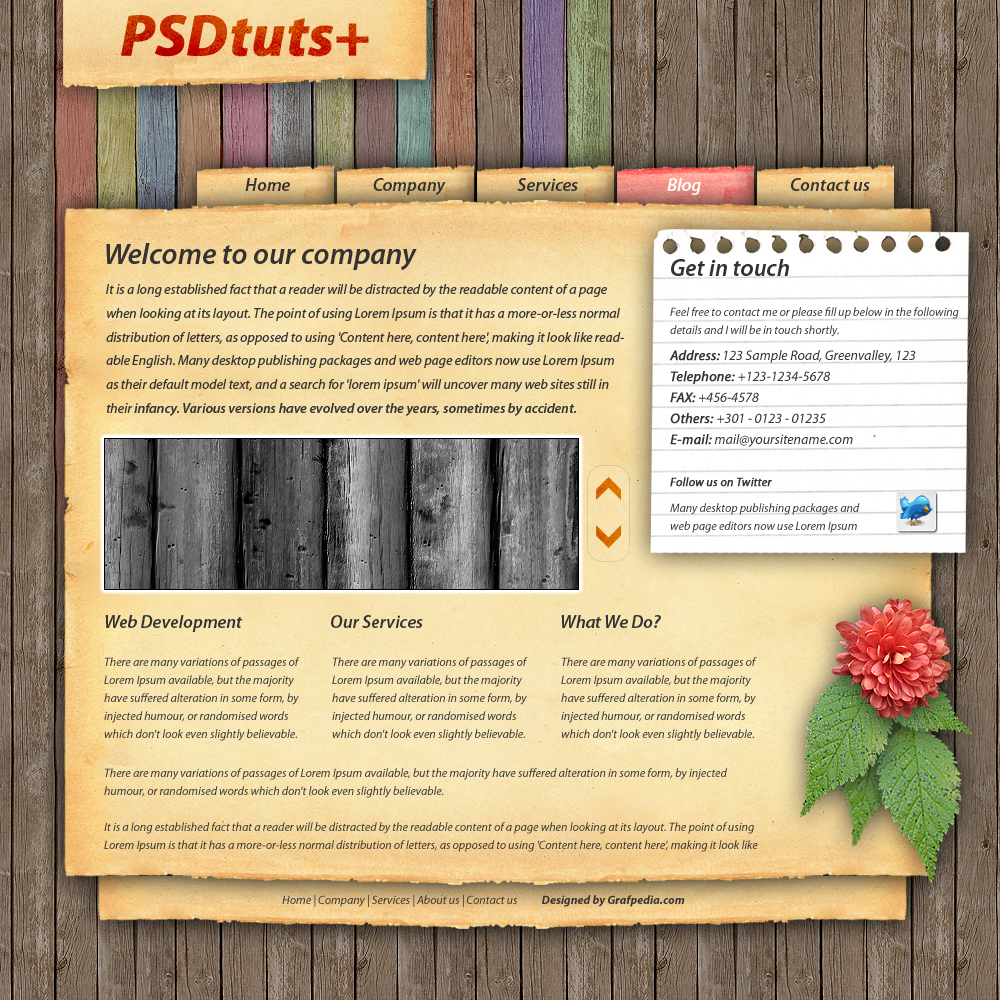 PSDtuts+
Home
Company
Services
Blog
Contact us
Welcome to our company
It is a long established fact that a reader will be distracted by the readable content of a page
when looking at its layout. The point of using Lorem Ipsum is that it has a more-or-less normal
distribution of letters, as opposed to using 'Content here, content here', making it look like read-
able English. Many desktop publishing packages and web page editors now use Lorem Ipsum
as their default model text, and a search for 'lorem ipsum' will uncover many web sites still in
their infancy. Various versions have evolved over the years, sometimes by accident.
Get in touch
Feel free to contact me or please fill up below in the following
details and I will be in touch shortly.
Address: 123 Sample Road, Greenvalley, 123
Telephone: +123-1234-5678
FAX: +456-4578
Others: +301 - 0123 - 01235
E-mail: mail@yoursitename.com
Follow us on Twitter
Many desktop publishing packages and
web page editors now use Lorem Ipsum
Web Development
There are many variations of passages of
Lorem Ipsum available, but the majority
have suffered alteration in some form, by
injected humour, or randomised words
which don't look even slightly believable.
Our Services
There are many variations of passages of
Lorem Ipsum available, but the majority
have suffered alteration in some form, by
injected humour, or randomised words
which don't look even slightly believable.
What We Do?
There are many variations of passages of
Lorem Ipsum available, but the majority
have suffered alteration in some form, by
injected humour, or randomised words
which don't look even slightly believable.
There are many variations of passages of Lorem Ipsum available, but the majority have suffered alteration in some form, by injected
humour, or randomised words which don't look even slightly believable.
It is a long established fact that a reader will be distracted by the readable content of a page when looking at its layout. The point of using
Lorem Ipsum is that it has a more-or-less normal distribution of letters, as opposed to using 'Content here, content here', making it look like
Home | Company | Services | About us | Contact us Designed by Grafpedia.com